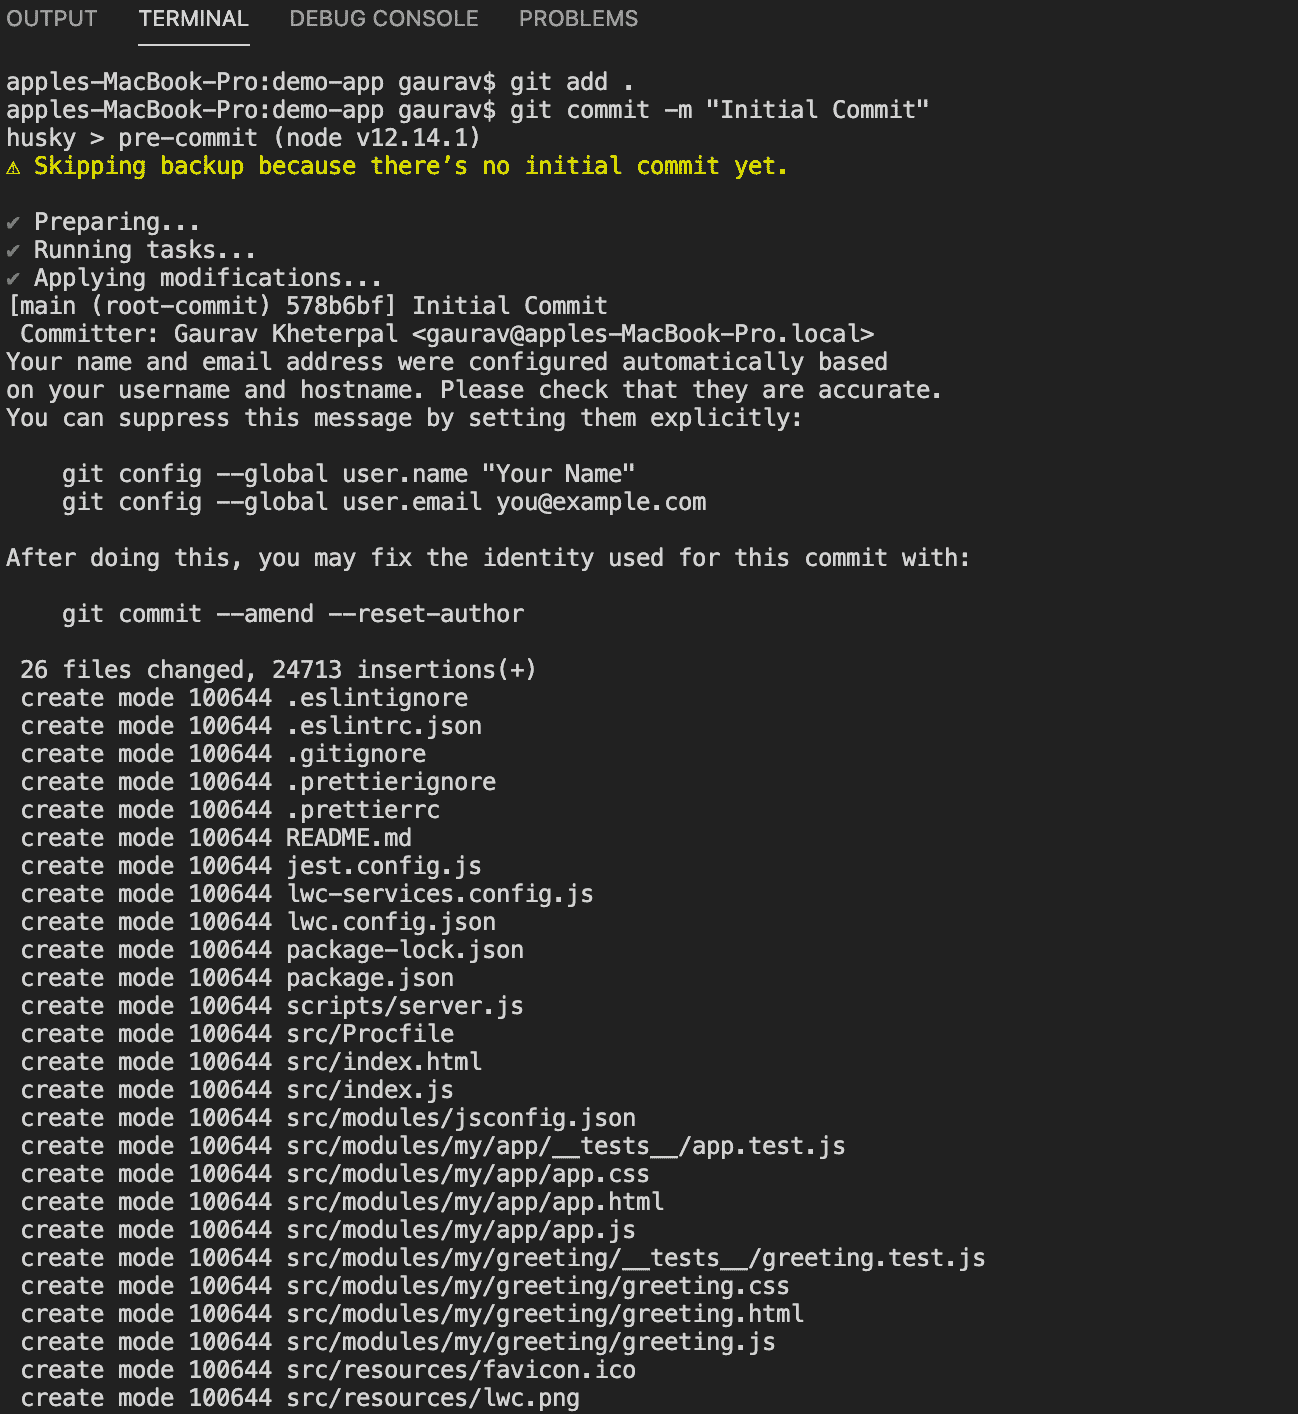 OUTPUT TERMINAL DEBUG CONSOLE PROBLEMS
apples-MacBook-Pro:demo-app gaurav$ git add .
apples-MacBook-Pro:demo-app gaurav$ git commit -m "Initial Commit"
husky > pre-commit (node v12.14.1)
⚠ Skipping backup because there’s no initial commit yet.
✔ Preparing...
✔ Running tasks...
✔ Applying modifications...
[main (root-commit) 578b6bf] Initial Commit
Committer: Gaurav Kheterpal <gaurav@apples-MacBook-Pro.local>
Your name and email address were configured automatically based
on your username and hostname. Please check that they are accurate.
You can suppress this message by setting them explicitly:
git config --global user.name "Your Name"
git config --global user.email you@example.com
After doing this, you may fix the identity used for this commit with:
git commit --amend --reset-author
26 files changed, 24713 insertions(+)
create mode 100644 .eslintignore
create mode 100644 .eslintrc.json
create mode 100644 .gitignore
create mode 100644 .prettierignore
create mode 100644 .prettierrc
create mode 100644 README.md
create mode 100644 jest.config.js
create mode 100644 lwc-services.config.js
create mode 100644 lwc.config.json
create mode 100644 package-lock.json
create mode 100644 package.json
create mode 100644 scripts/server.js
create mode 100644 src/Procfile
create mode 100644 src/index.html
create mode 100644 src/index.js
create mode 100644 src/modules/jsconfig.json
create mode 100644 src/modules/my/app/__tests__/app.test.js
create mode 100644 src/modules/my/app/app.css
create mode 100644 src/modules/my/app/app.html
create mode 100644 src/modules/my/app/app.js
create mode 100644 src/modules/my/greeting/__tests__/greeting.test.js
create mode 100644 src/modules/my/greeting/greeting.css
create mode 100644 src/modules/my/greeting/greeting.html
create mode 100644 src/modules/my/greeting/greeting.js
create mode 100644 src/resources/favicon.ico
create mode 100644 src/resources/lwc.png